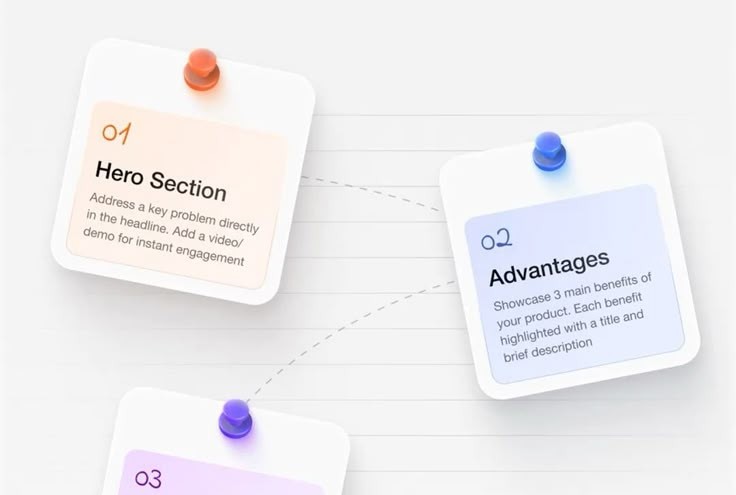 01
Hero Section
Address a key problem directly
in the headline. Add a video/
demo for instant engagement
02
Advantages
Showcase 3 main benefits of
your product. Each benefit
highlighted with a title and
brief description
03